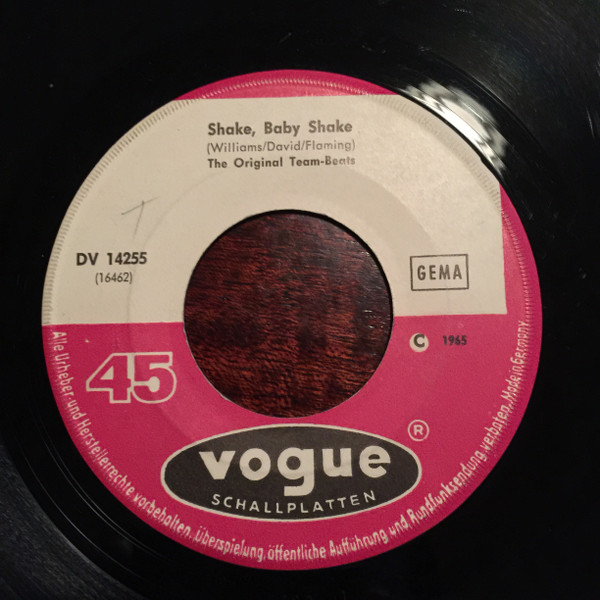 Shake, Baby Shake
(Williams/David/Flaming)
The Original Team-Beats
DV 14255
(16462)
GEMA
C 1965
45
vogue ®
SCHALLPLATTEN
Alle Urheber- und Herstellerrechte vorbehalten. Überspielung, öffentliche Aufführung und Rundfunksendung verboten. Made in Germany